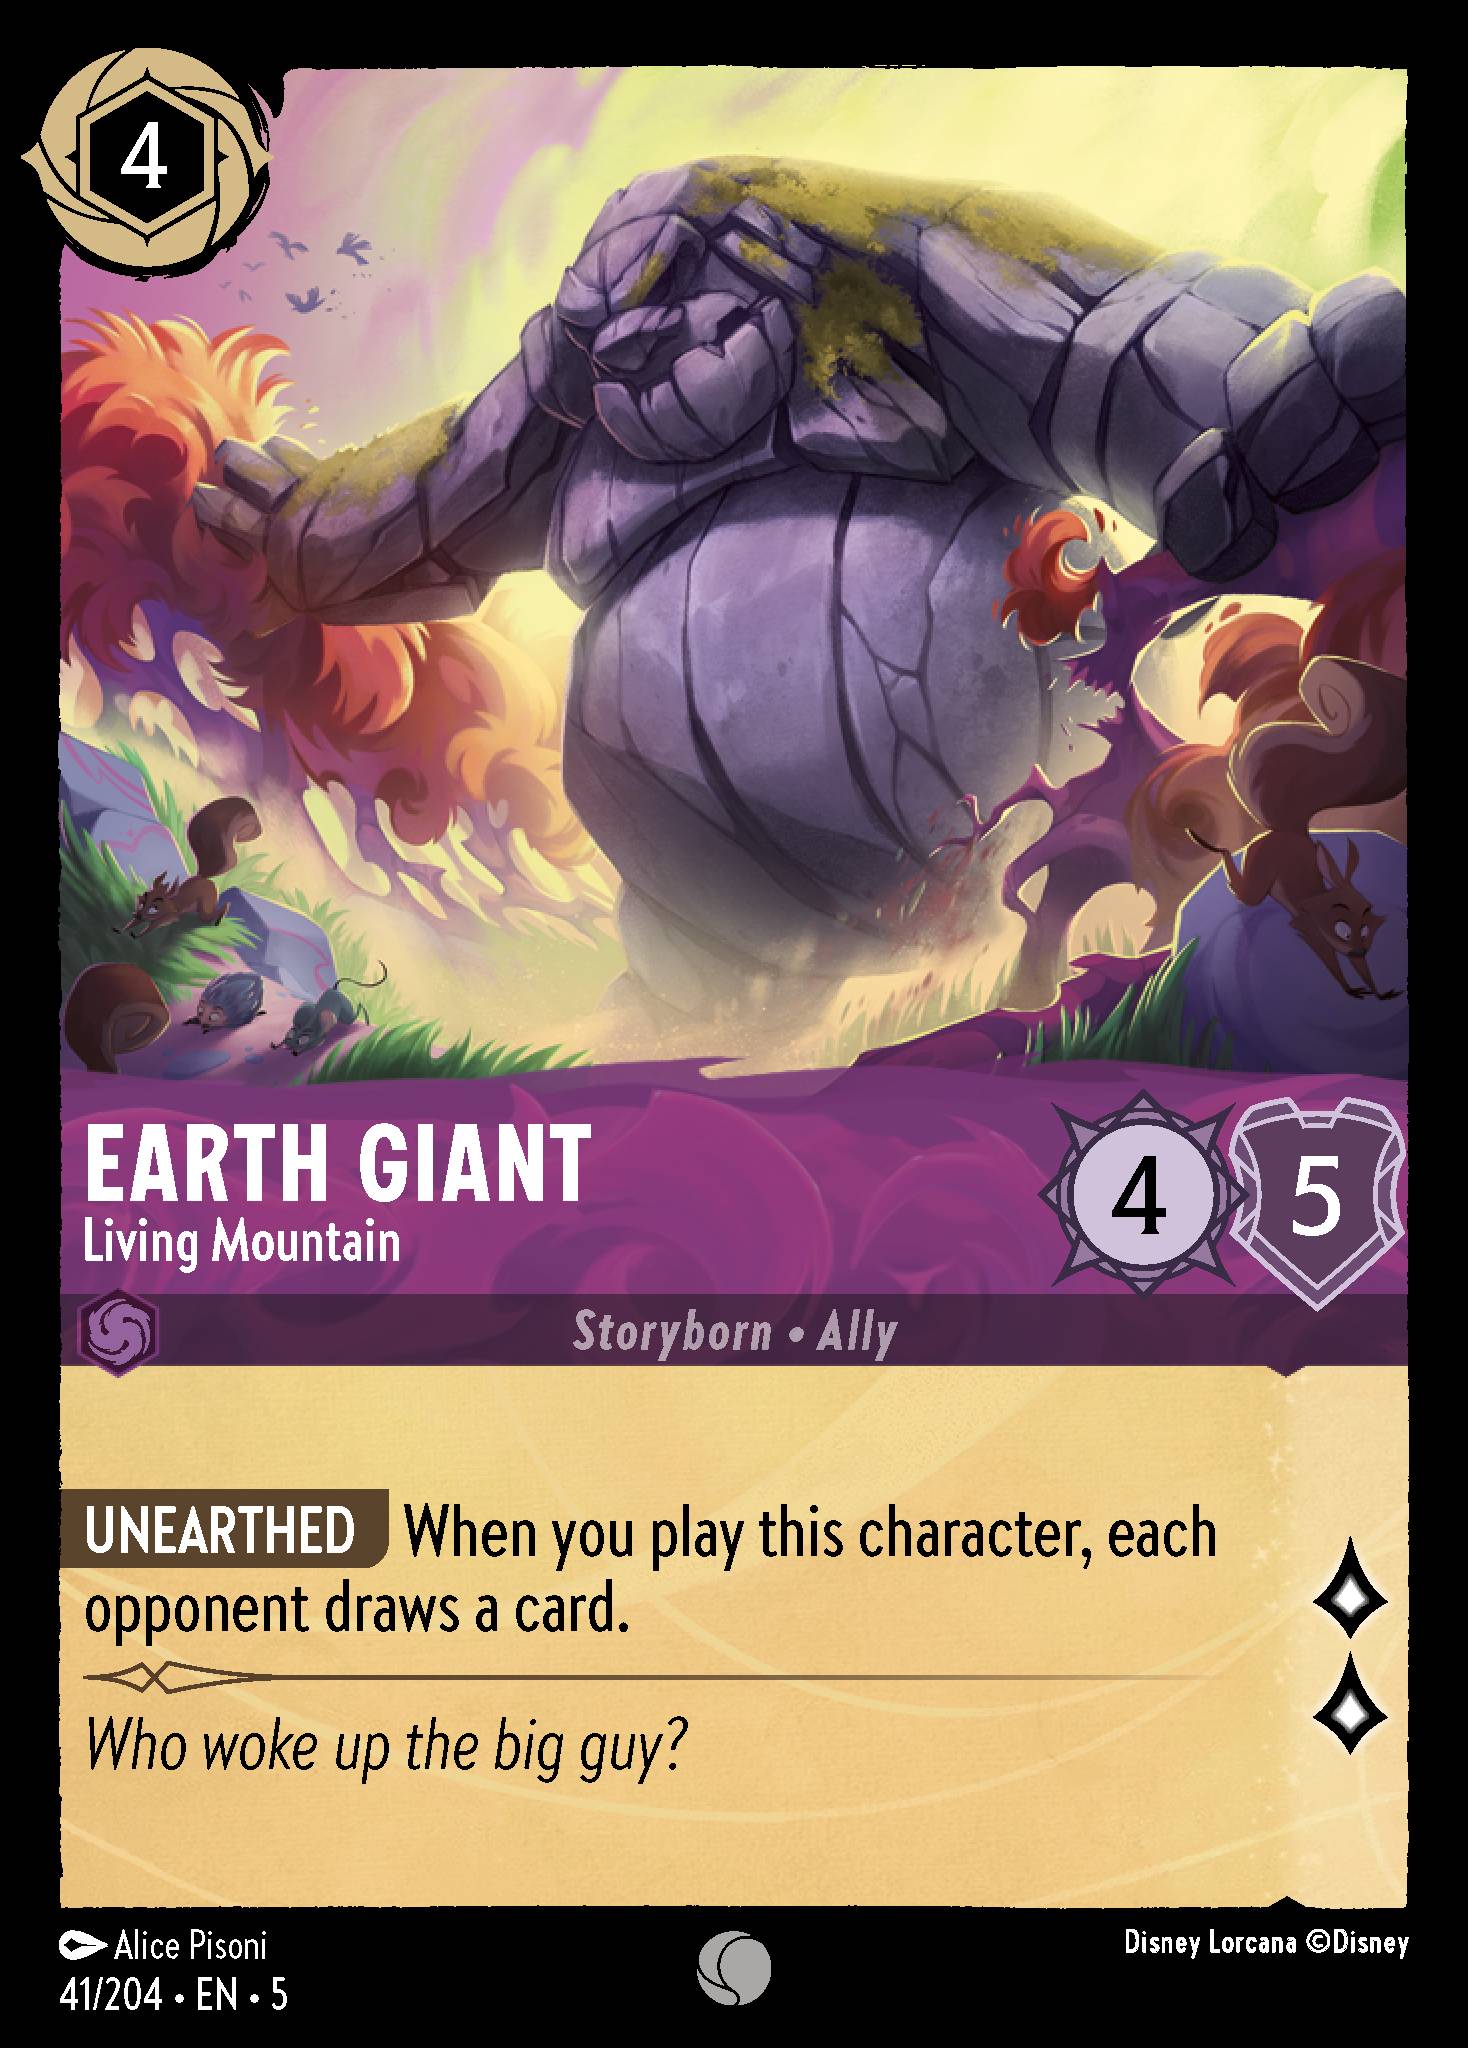 4
EARTH GIANT
Living Mountain
4
5
Storyborn • Ally
UNEARTHED When you play this character, each
opponent draws a card.
Who woke up the big guy?
Alice Pisoni
Disney Lorcana ©Disney
41/204 • EN • 5